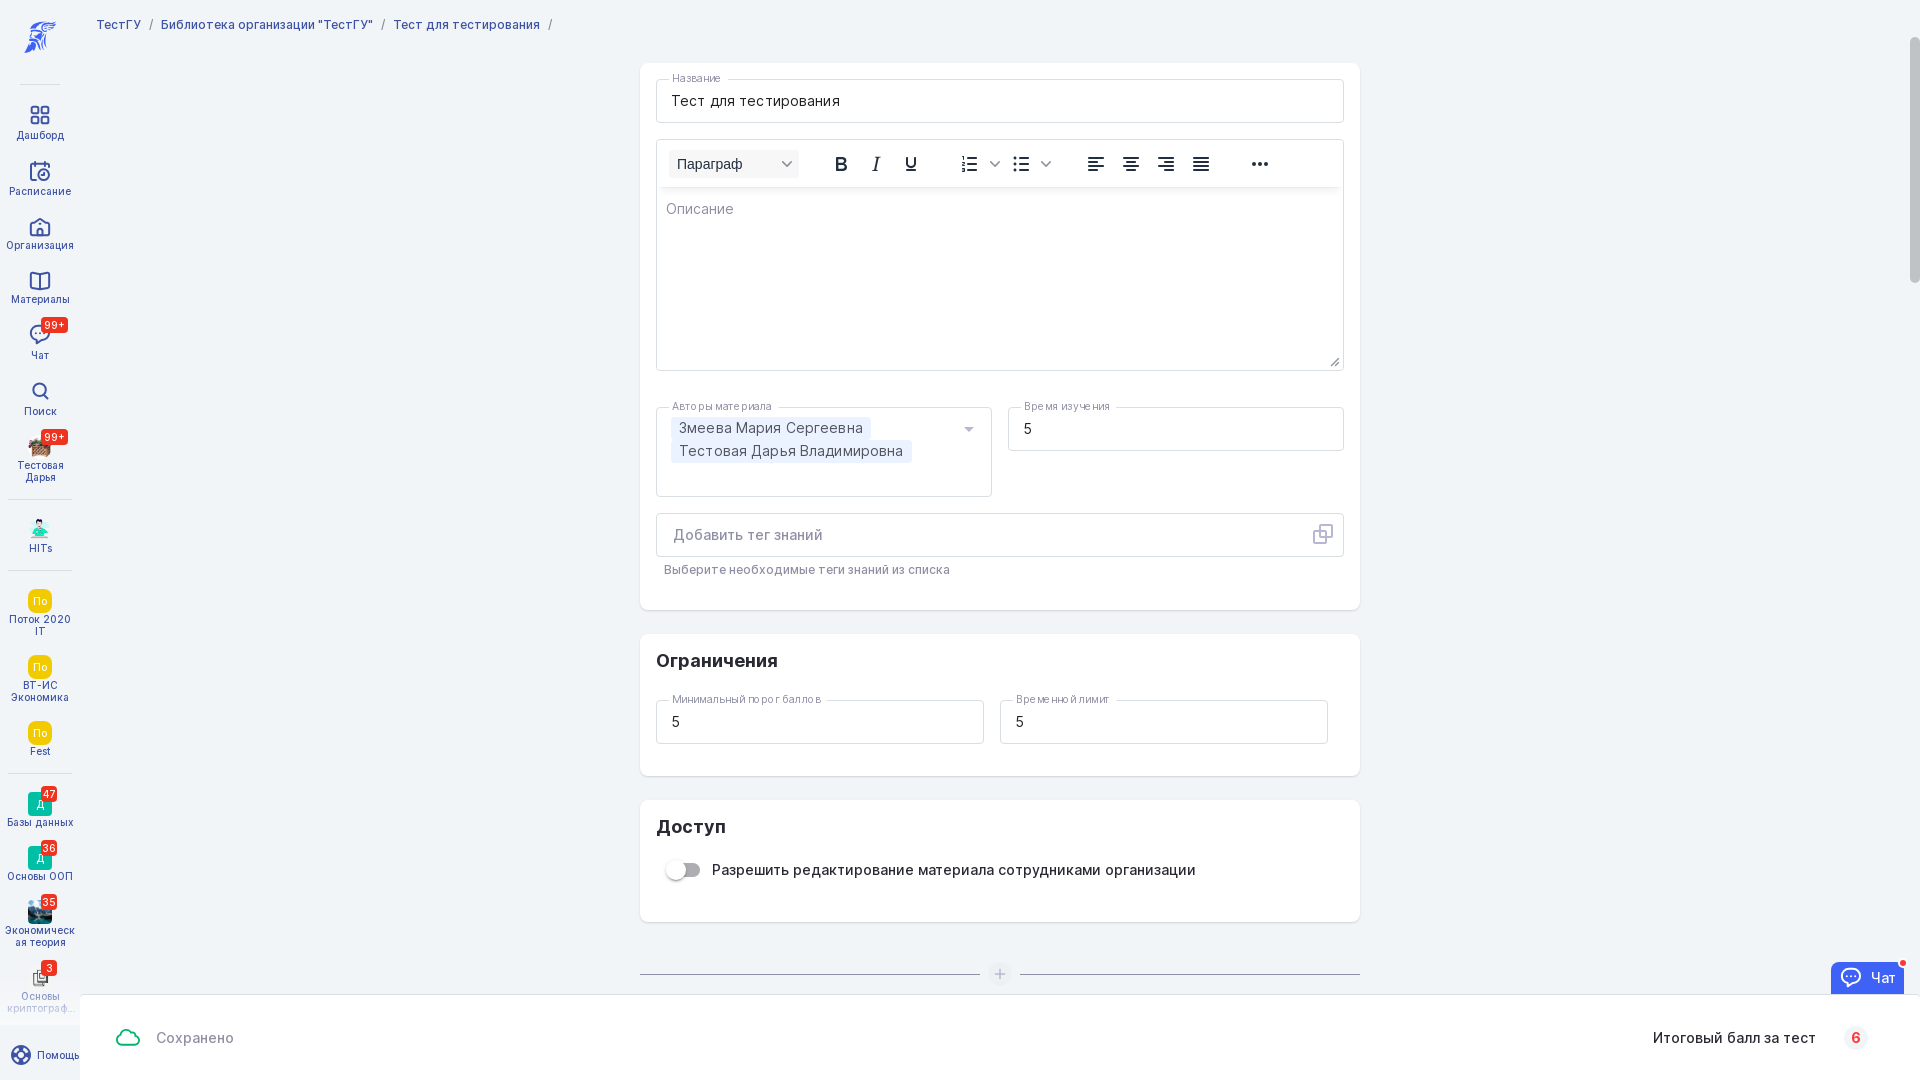 ТестГУ / Библиотека организации "ТестГУ" / Тест для тестирования /
Дашборд
Расписание
Организация
Материалы
99+
Чат
Поиск
99+
Тестовая
Дарья
HITs
По
Поток 2020
IT
По
ВТ-ИС
Экономика
По
Fest
47
Д
Базы данных
36
Д
Основы ООП
35
Экономическ
ая теория
3
Основы
криптограф...
Помощь
Название
Тест для тестирования
Параграф
Описание
Авторы материала
Змеева Мария Сергеевна
Тестовая Дарья Владимировна
Время изучения
5
Добавить тег знаний
Выберите необходимые теги знаний из списка
Ограничения
Минимальный порог баллов
5
Временной лимит
5
Доступ
Разрешить редактирование материала сотрудниками организации
Чат
Сохранено
Итоговый балл за тест 6